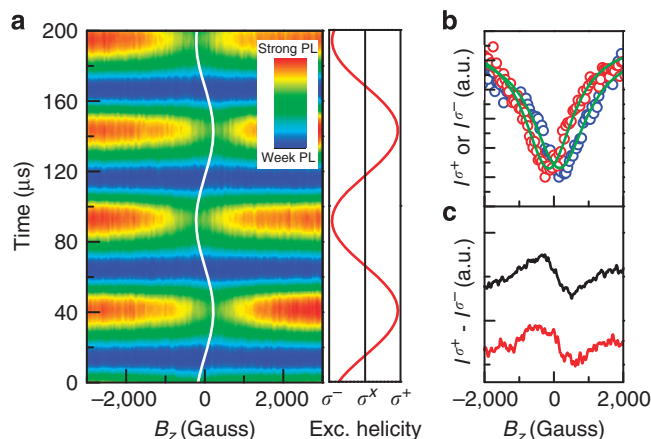 a
200
160
120
80
40
0
Time (μs)
Strong PL
Week PL
−2,000 0 2,000
B_z (Gauss)
σ⁻ σˣ σ⁺
Exc. helicity
b
I^σ⁺ or I^σ⁻ (a.u.)
c
I^σ⁺ - I^σ⁻ (a.u.)
−2,000 0 2,000
B_z (Gauss)